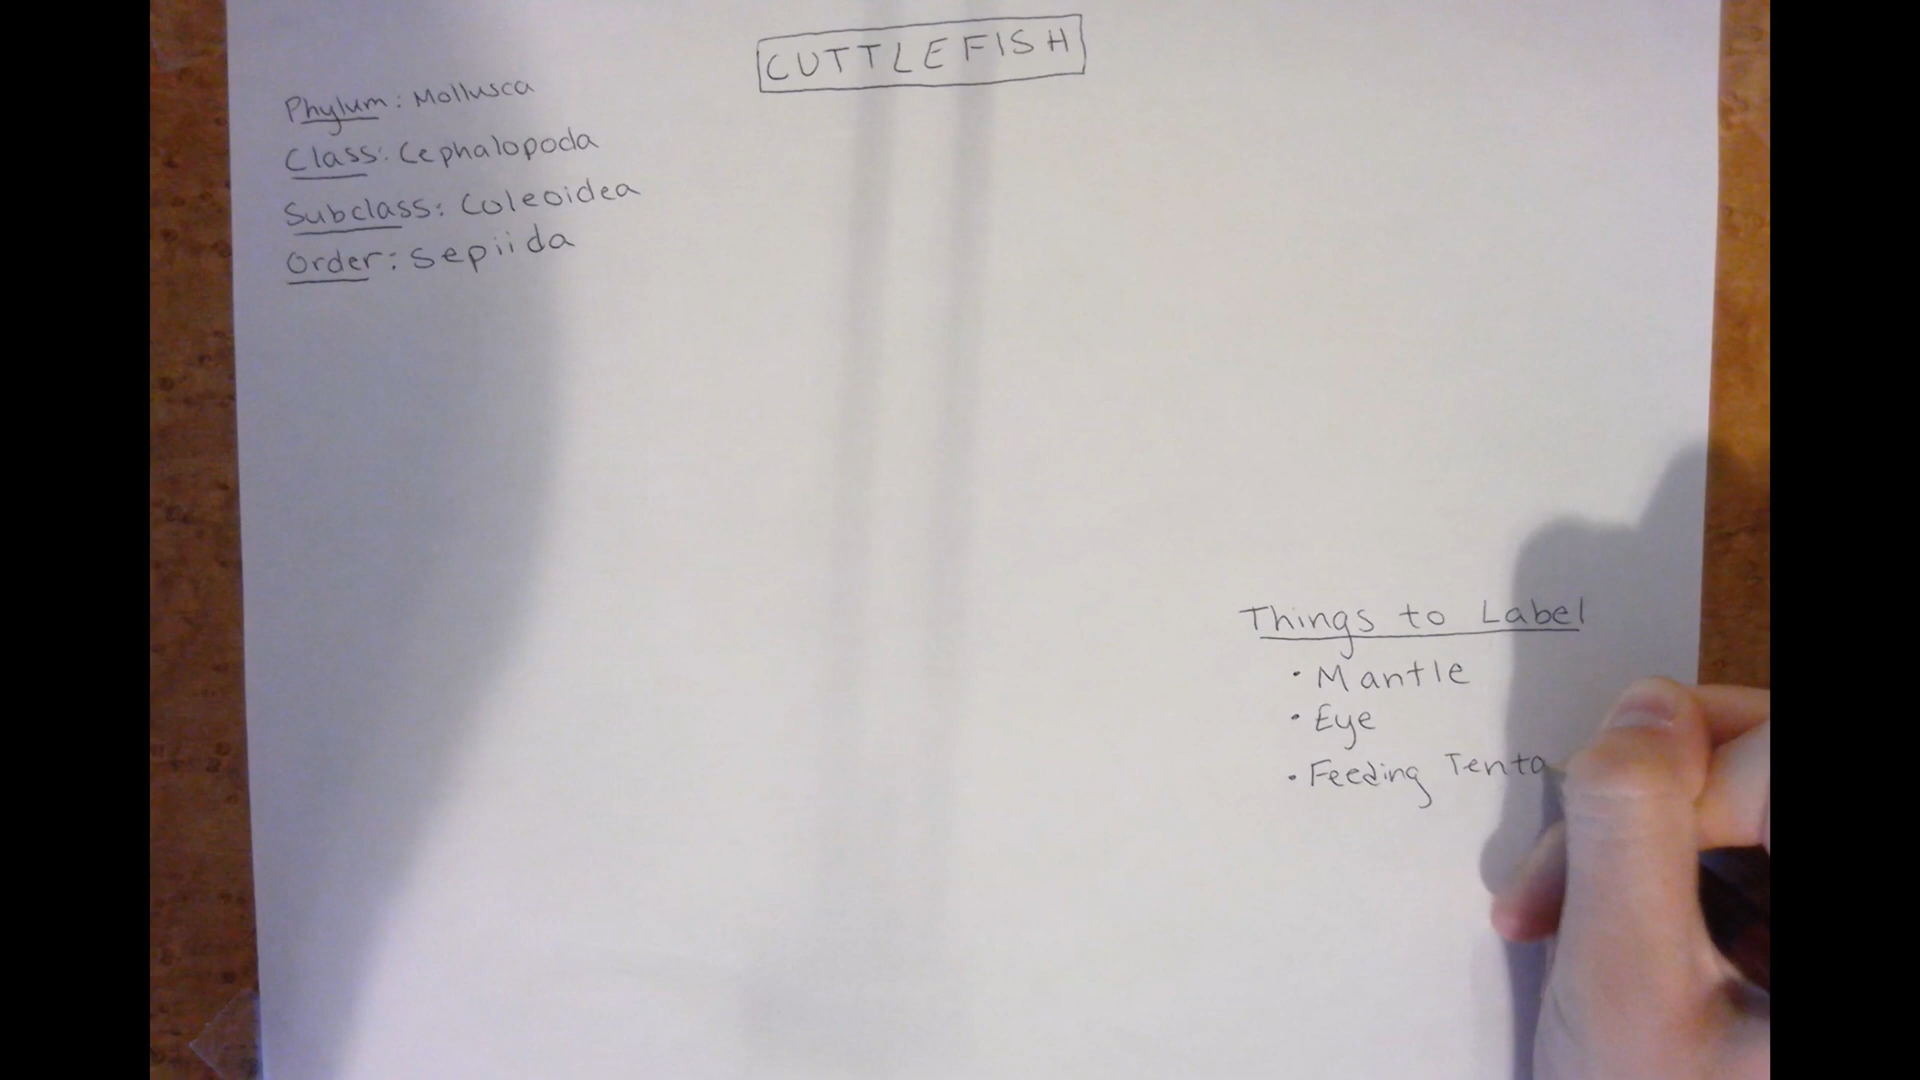 CUTTLEFISH
Phylum: Mollusca
Class: Cephalopoda
Subclass: Coleoidea
Order: Sepiida
Things to Label
• Mantle
• Eye
• Feeding Tenta